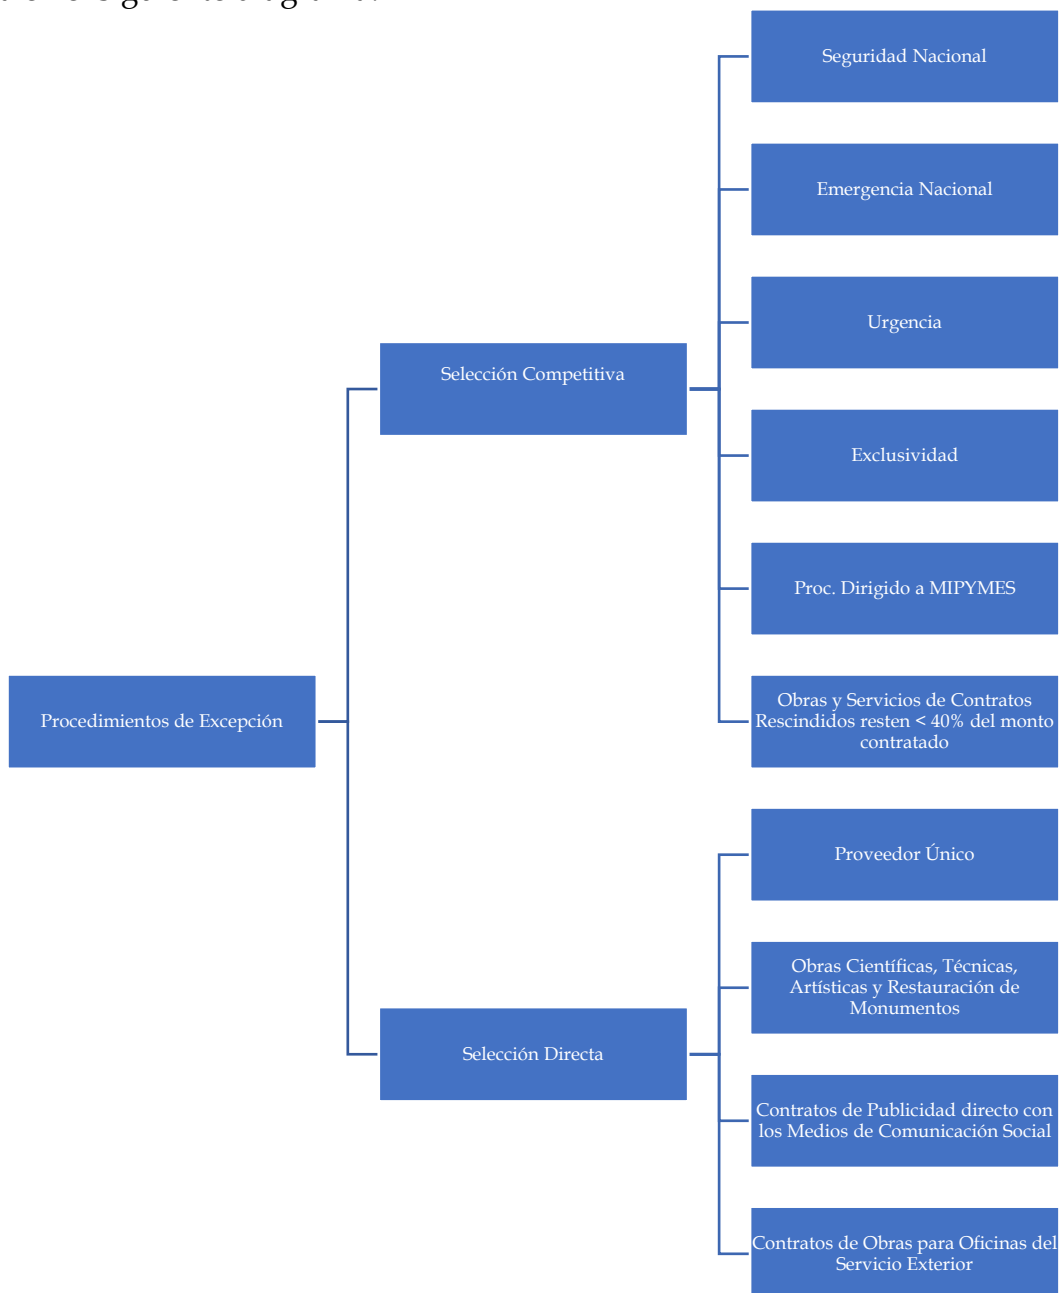 Seguridad Nacional
Emergencia Nacional
Urgencia
Selección Competitiva
Exclusividad
Proc. Dirigido a MIPYMES
Procedimientos de Excepción
Obras y Servicios de Contratos
Rescindidos resten < 40% del monto
contratado
Proveedor Único
Obras Científicas, Técnicas,
Artísticas y Restauración de
Monumentos
Selección Directa
Contratos de Publicidad directo con
los Medios de Comunicación Social
Contratos de Obras para Oficinas del
Servicio Exterior